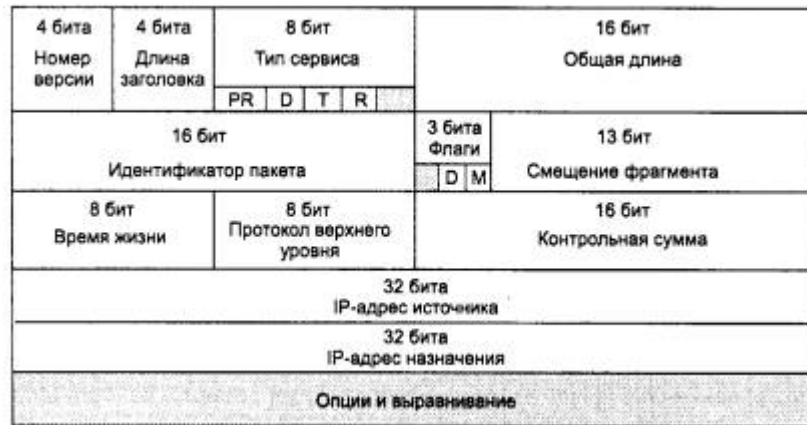 4 бита
Номер
версии
4 бита
Длина
заголовка
8 бит
Тип сервиса
PR D T R
16 бит
Общая длина
16 бит
Идентификатор пакета
3 бита
Флаги
D M
13 бит
Смещение фрагмента
8 бит
Время жизни
8 бит
Протокол верхнего
уровня
16 бит
Контрольная сумма
32 бита
IP-адрес источника
32 бита
IP-адрес назначения
Опции и выравнивание